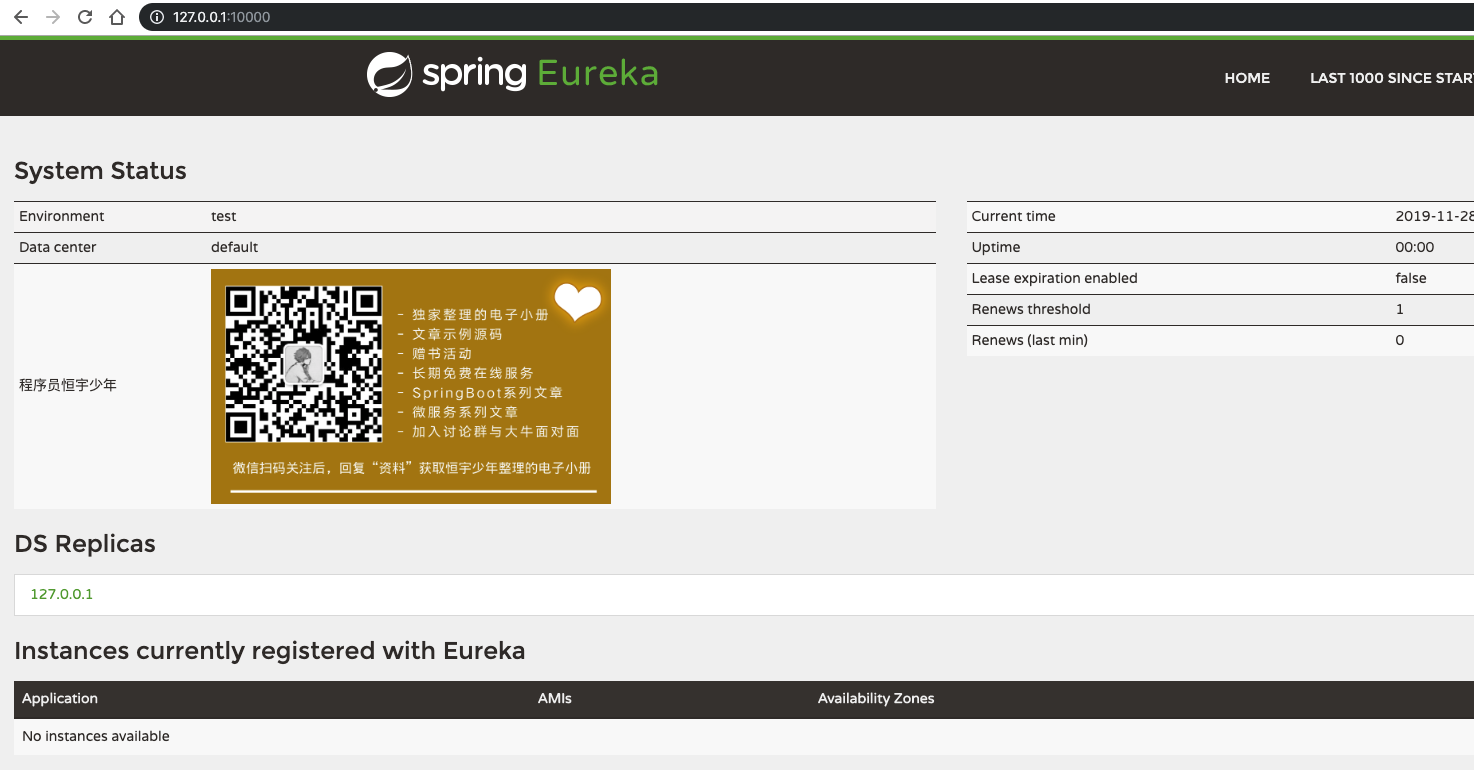 127.0.0.1:10000
spring Eureka
HOME LAST 1000 SINCE STAR
System Status
Environment test
Data center default
程序员恒宇少年
- 独家整理的电子小册
- 文章示例源码
- 赠书活动
- 长期免费在线服务
- SpringBoot系列文章
- 微服务系列文章
- 加入讨论群与大牛面对面
微信扫码关注后，回复“资料”获取恒宇少年整理的电子小册
Current time 2019-11-28
Uptime 00:00
Lease expiration enabled false
Renews threshold 1
Renews (last min) 0
DS Replicas
127.0.0.1
Instances currently registered with Eureka
Application AMIs Availability Zones
No instances available